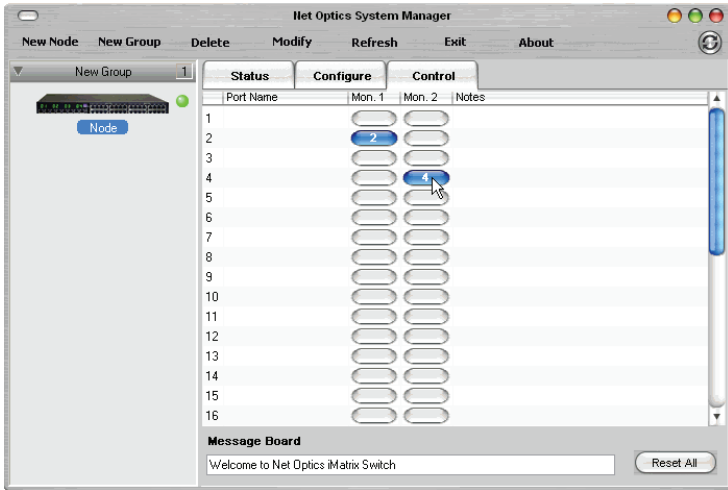 Net Optics System Manager
New Node New Group Delete Modify Refresh Exit About
New Group 1
Node
Status Configure Control
Port Name Mon. 1 Mon. 2 Notes
1
2 2
3
4 4
5
6
7
8
9
10
11
12
13
14
15
16
Message Board
Welcome to Net Optics iMatrix Switch
Reset All